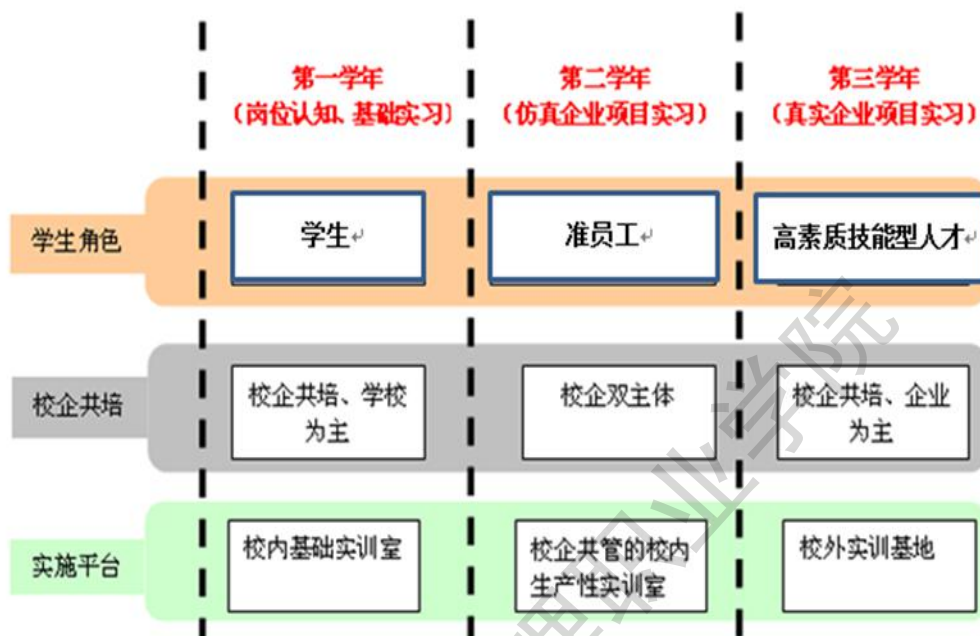 第一学年
（岗位认知、基础实习）
第二学年
（仿真企业项目实习）
第三学年
（真实企业项目实习）
学生角色
学生
准员工
高素质技能型人才
校企共培
校企共培、学校
为主
校企双主体
校企共培、企业
为主
实施平台
校内基础实训室
校企共管的校内
生产性实训室
校外实训基地
理职业学院